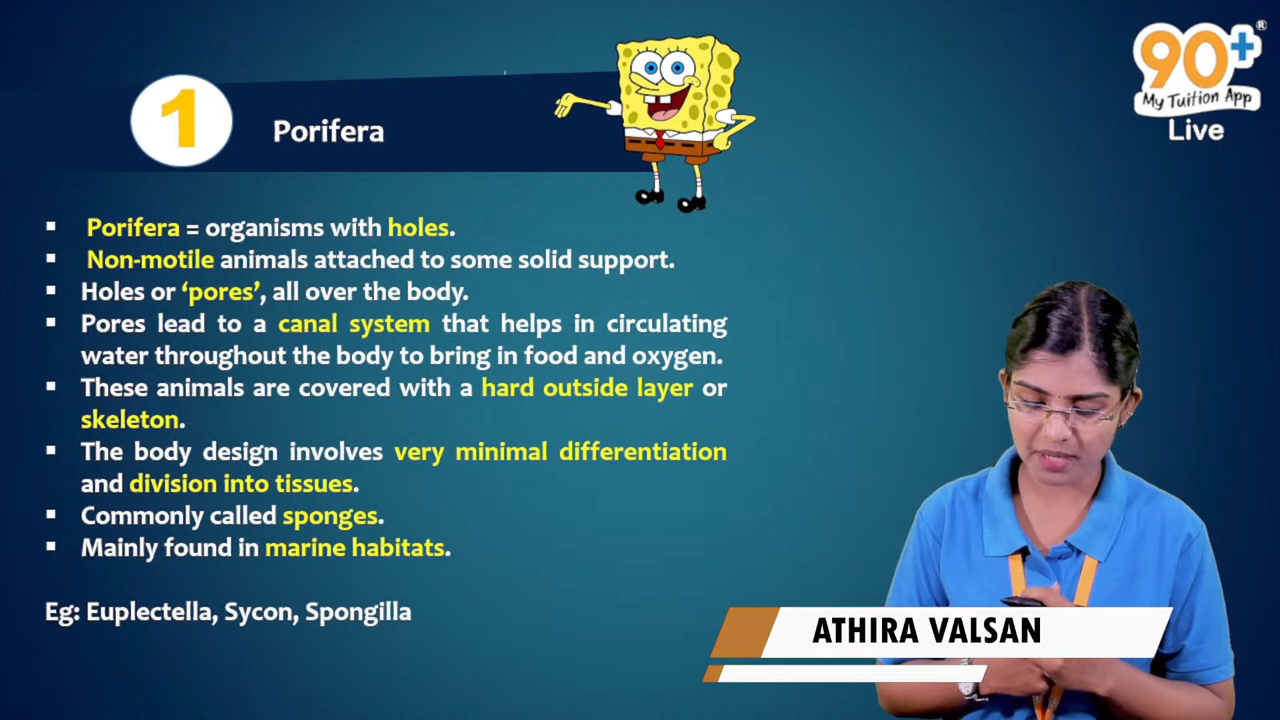 90+®
My Tuition App
Live
1
Porifera
▪ Porifera = organisms with holes.
▪ Non-motile animals attached to some solid support.
▪ Holes or ‘pores’, all over the body.
▪ Pores lead to a canal system that helps in circulating
water throughout the body to bring in food and oxygen.
▪ These animals are covered with a hard outside layer or
skeleton.
▪ The body design involves very minimal differentiation
and division into tissues.
▪ Commonly called sponges.
▪ Mainly found in marine habitats.
Eg: Euplectella, Sycon, Spongilla
ATHIRA VALSAN